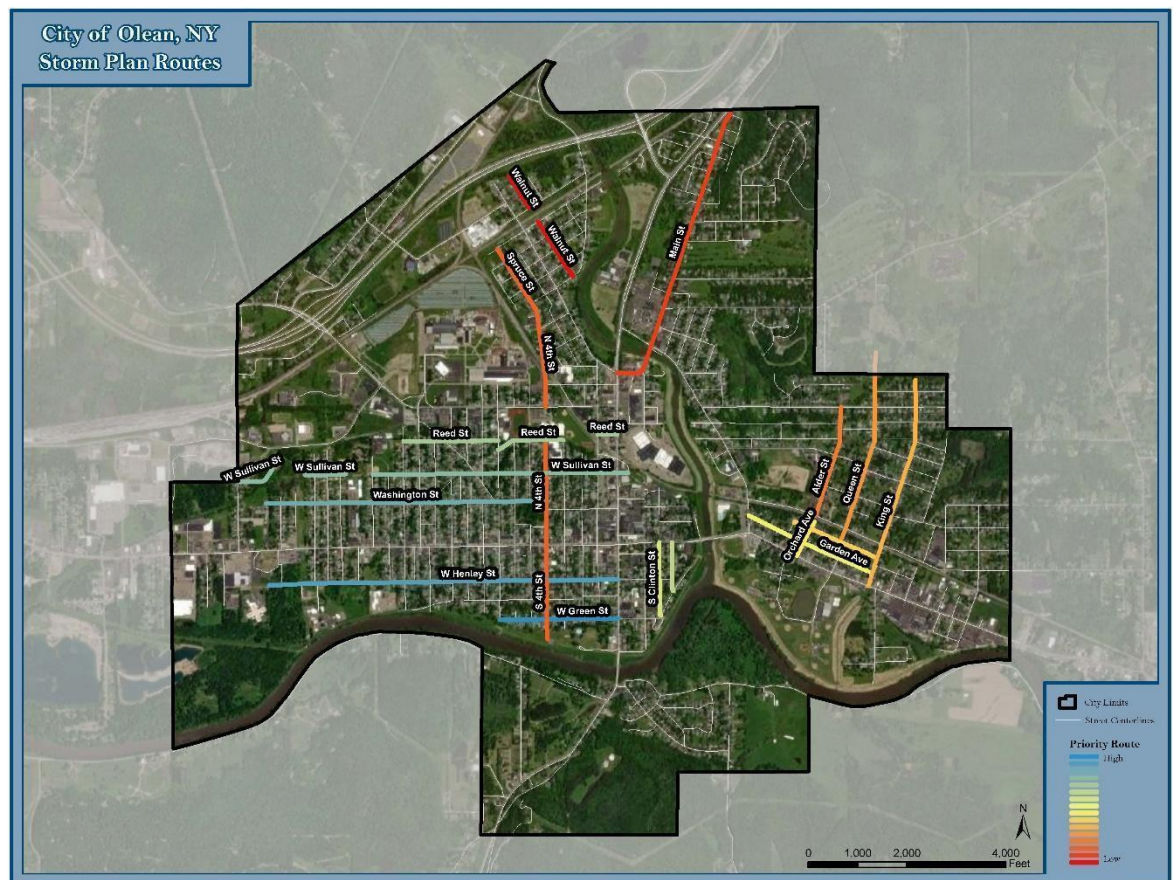 City of Olean, NY
Storm Plan Routes
Walnut St
Walnut St
Main St
Spruce St
N 4th St
Reed St
Reed St
Reed St
W Sullivan St
W Sullivan St
W Sullivan St
Washington St
N 4th St
Alder St
Queen St
King St
Orchard Ave
Garden Ave
W Henley St
S 4th St
S Clinton St
W Green St
City Limits
Street Centerlines
Priority Route
High
Low
N
0 1,000 2,000 4,000
Feet